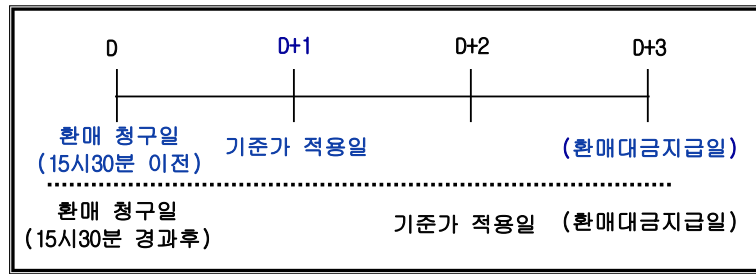 D D+1 D+2 D+3
환매 청구일
(15시30분 이전)
기준가 적용일
(환매대금지급일)
환매 청구일
(15시30분 경과후)
기준가 적용일
(환매대금지급일)